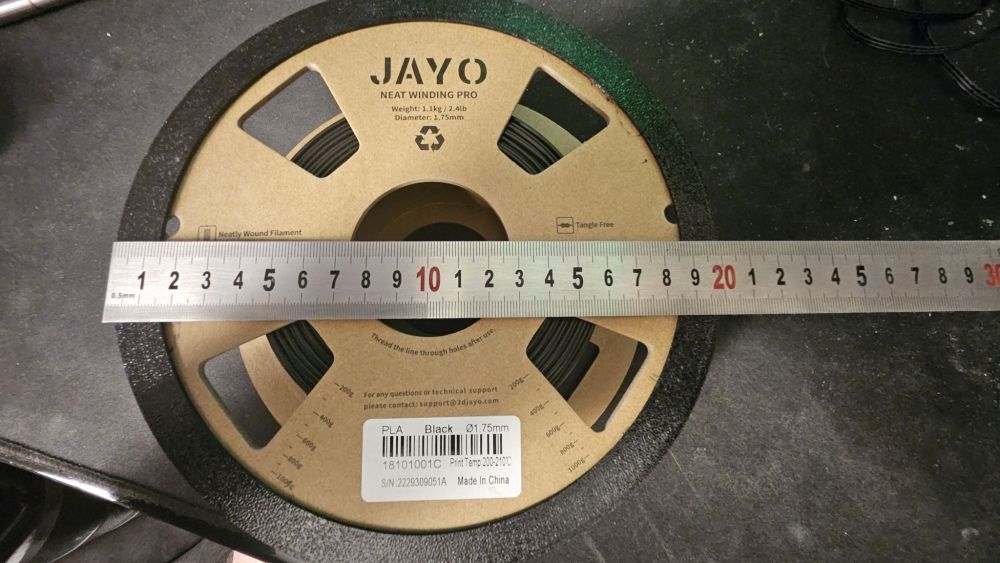 JAYO
NEAT WINDING PRO
Weight: 1.1kg / 2.4lb
Diameter: 1.75mm
Neatly Wound Filament
Tangle Free
1 2 3 4 5 6 7 8 9 10 1 2 3 4 5 6 7 8 9 20 1 2 3 4 5 6 7 8 9 30
0.5mm
Thread the line through holes after use.
200g
400g
600g
800g
1000g
200g
400g
600g
800g
1000g
For any questions or technical support
please contact: support@3djayo.com
PLA Black Ø1.75mm
18101001C Print Temp:200-210℃
S/N:2229309051A Made In China